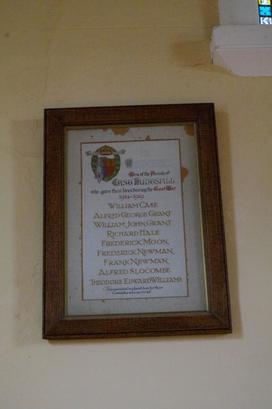 Men of the Parish of
East Huntspill
who gave their lives during the Great War
1914-1919
William Case
Alfred George Grant
William John Grant
Richard Hale
Frederick Moon,
Frederick Newman,
Frank Newman,
Alfred Slocombe
Theodore Edward Williams